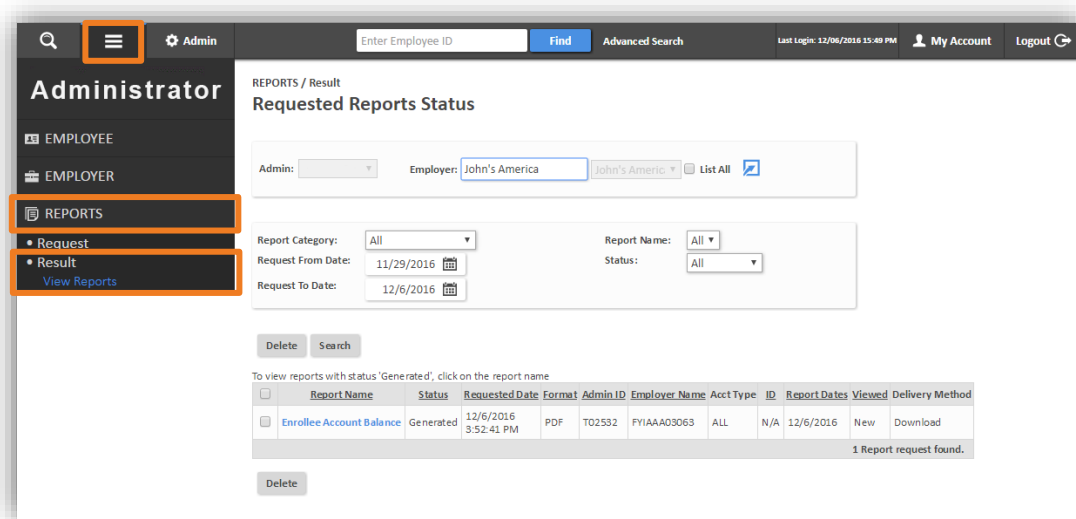 Admin
Enter Employee ID
Find
Advanced Search
Last Login: 12/06/2016 15:49 PM
My Account
Logout
Administrator
EMPLOYEE
EMPLOYER
REPORTS
• Request
• Result
View Reports
REPORTS / Result
Requested Reports Status
Admin:
Employer: John's America
John's Americ
List All
Report Category: All
Report Name: All
Request From Date: 11/29/2016
Status: All
Request To Date: 12/6/2016
Delete Search
To view reports with status 'Generated', click on the report name
Report Name Status Requested Date Format Admin ID Employer Name Acct Type ID Report Dates Viewed Delivery Method
Enrollee Account Balance Generated 12/6/2016 3:52:41 PM PDF T02532 FYIAAA03063 ALL N/A 12/6/2016 New Download
1 Report request found.
Delete